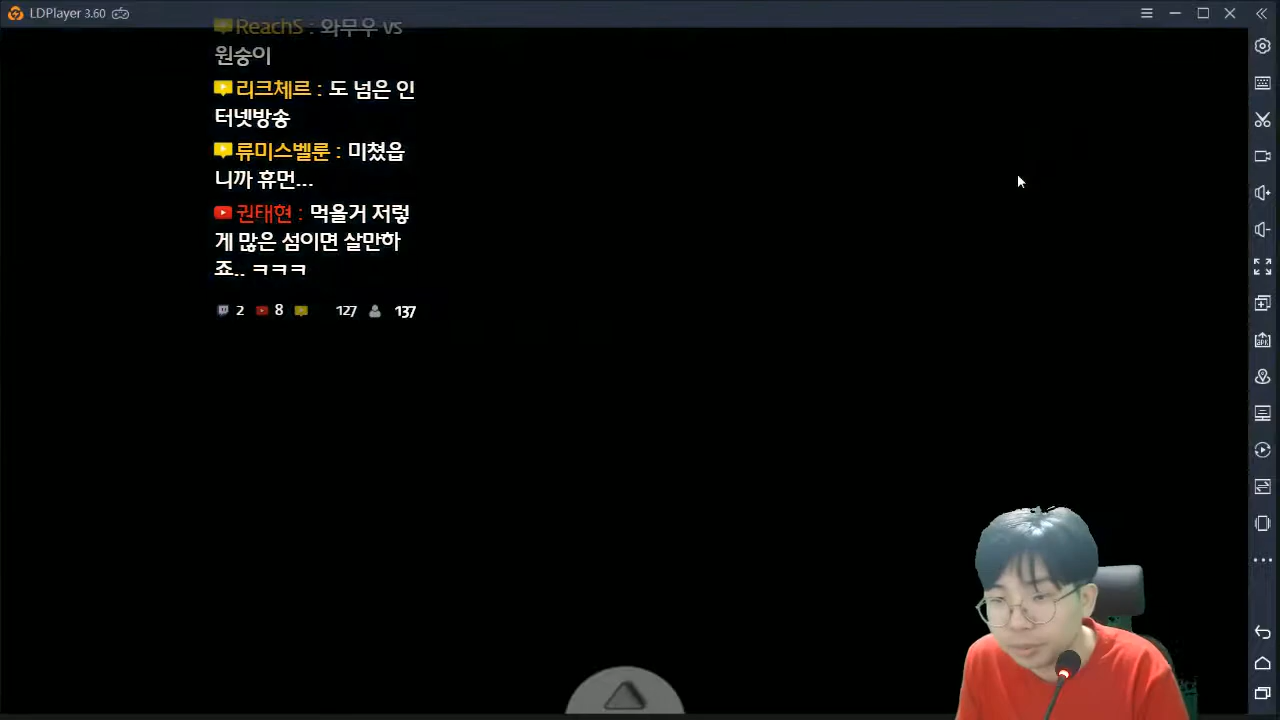 LDPlayer 3.60
ReachS : 와무우 vs
원숭이
리크체르 : 도 넘은 인
터넷방송
류미스벨룬 : 미쳤읍
니까 휴먼...
권태현 : 먹을거 저렇
게 많은 섬이면 살만하
죠.. ㅋㅋㅋ
2 8 127 137